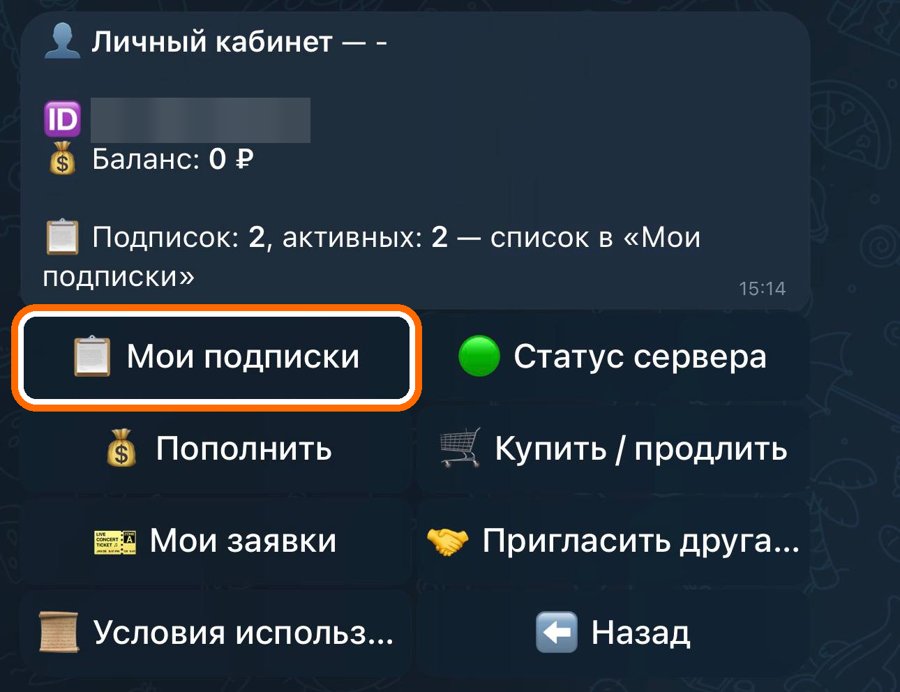 👤 Личный кабинет — -
🆔
💰 Баланс: 0 ₽
📋 Подписок: 2, активных: 2 — список в «Мои
подписки»
15:14
📋 Мои подписки
🟢 Статус сервера
💰 Пополнить
🛒 Купить / продлить
🎫 Мои заявки
🤝 Пригласить друга...
📜 Условия использ...
⬅️ Назад